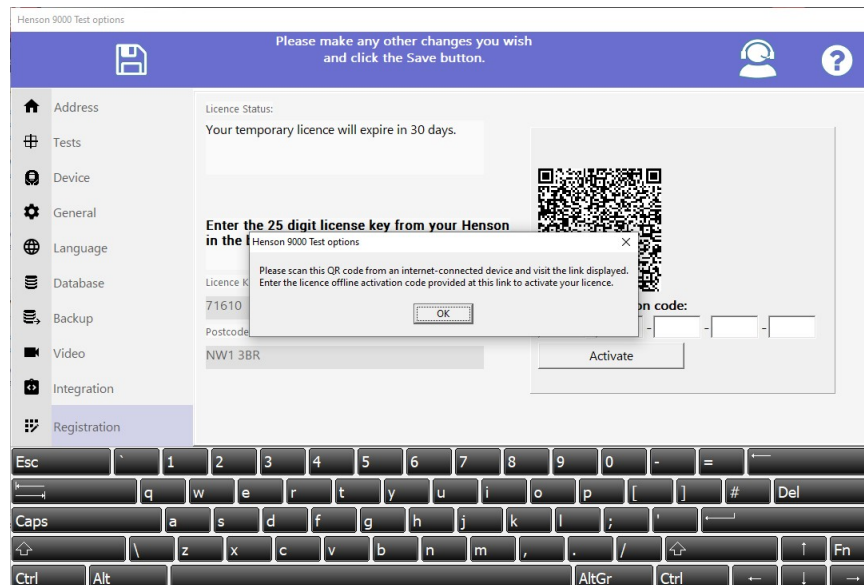 Henson 9000 Test options
Please make any other changes you wish
and click the Save button.
?
Address
Tests
Device
General
Language
Database
Backup
Video
Integration
Registration
Licence Status:
Your temporary licence will expire in 30 days.
Enter the 25 digit license key from your Henson
in the
Licence K
71610
Postcode
NW1 3BR
Henson 9000 Test options
Please scan this QR code from an internet-connected device and visit the link displayed.
Enter the licence offline activation code provided at this link to activate your licence.
OK
on code:
- - -
Activate
Esc ` 1 2 3 4 5 6 7 8 9 0 - =
q w e r t y u i o p [ ] # Del
Caps a s d f g h j k l ; '
\ z x c v b n m , . / ↑ Fn
Ctrl Alt AltGr Ctrl ← ↓ →